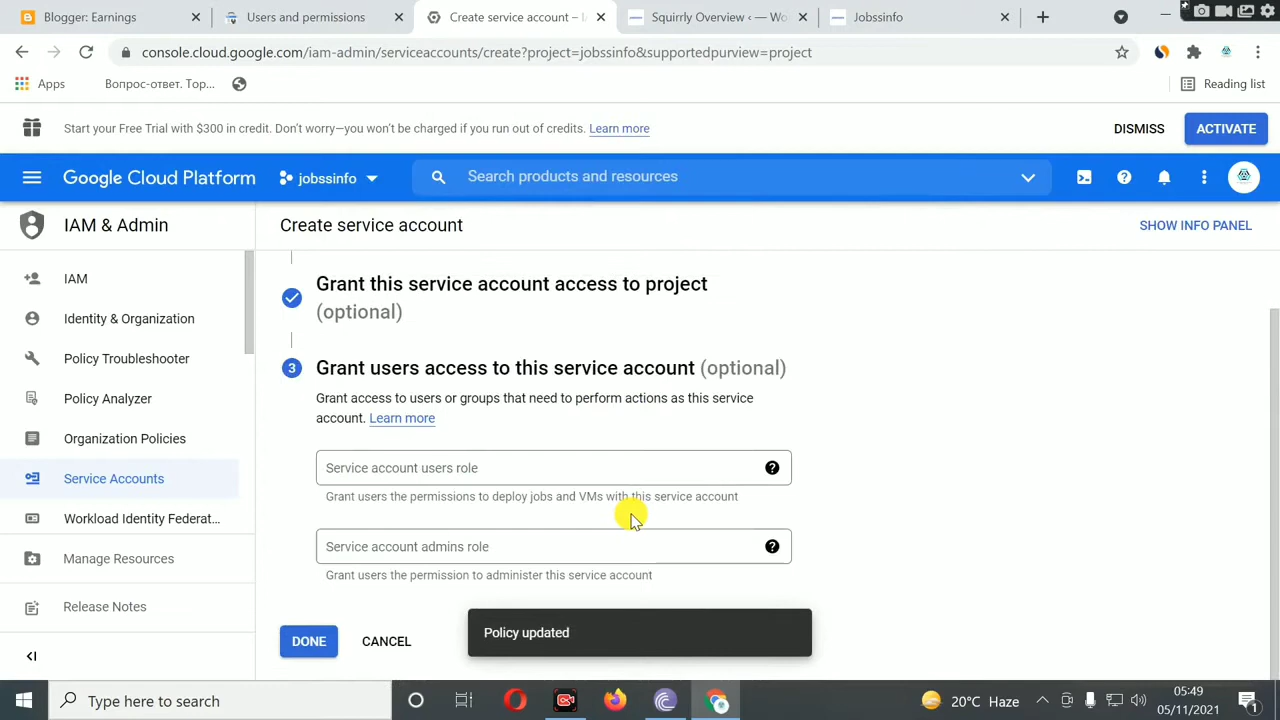 Blogger: Earnings
Users and permissions
Create service account – I
Squirrly Overview ‹ — Wo
Jobssinfo
console.cloud.google.com/iam-admin/serviceaccounts/create?project=jobssinfo&supportedpurview=project
Apps
Вопрос-ответ. Тор...
Reading list
Start your Free Trial with $300 in credit. Don't worry—you won't be charged if you run out of credits. Learn more
DISMISS
ACTIVATE
Google Cloud Platform
jobssinfo
Search products and resources
IAM & Admin
Create service account
SHOW INFO PANEL
IAM
Identity & Organization
Policy Troubleshooter
Policy Analyzer
Organization Policies
Service Accounts
Workload Identity Federat...
Manage Resources
Release Notes
Grant this service account access to project
(optional)
3
Grant users access to this service account (optional)
Grant access to users or groups that need to perform actions as this service
account. Learn more
Service account users role
Grant users the permissions to deploy jobs and VMs with this service account
Service account admins role
Grant users the permission to administer this service account
DONE
CANCEL
Policy updated
Type here to search
20°C Haze
05:49
05/11/2021
1